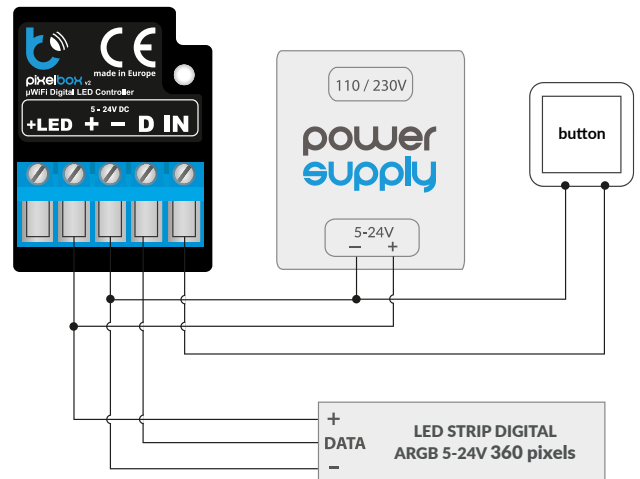 CE
made in Europe
pixelbox v2
µWiFi Digital LED Controller
5 - 24V DC
+LED + − D IN
110 / 230V
power
supply
5-24V
− +
button
+
DATA
−
LED STRIP DIGITAL
ARGB 5-24V 360 pixels